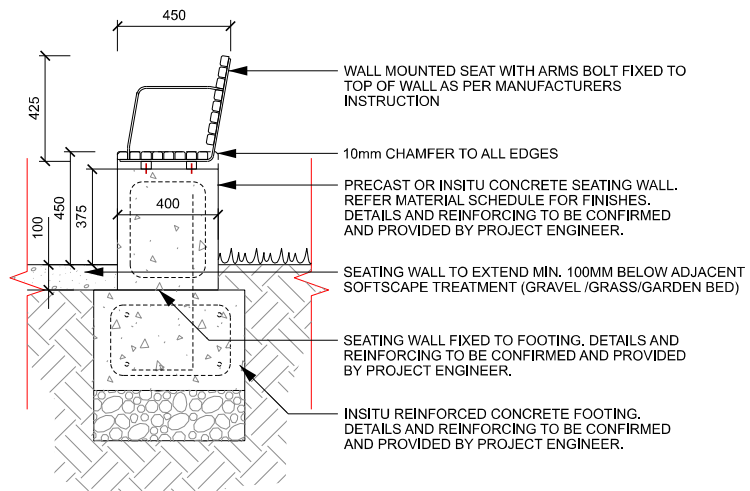 450
WALL MOUNTED SEAT WITH ARMS BOLT FIXED TO
TOP OF WALL AS PER MANUFACTURERS
INSTRUCTION
425
10mm CHAMFER TO ALL EDGES
PRECAST OR INSITU CONCRETE SEATING WALL.
REFER MATERIAL SCHEDULE FOR FINISHES.
DETAILS AND REINFORCING TO BE CONFIRMED
AND PROVIDED BY PROJECT ENGINEER.
100
450
375
400
SEATING WALL TO EXTEND MIN. 100MM BELOW ADJACENT
SOFTSCAPE TREATMENT (GRAVEL /GRASS/GARDEN BED)
SEATING WALL FIXED TO FOOTING. DETAILS AND
REINFORCING TO BE CONFIRMED AND PROVIDED
BY PROJECT ENGINEER.
INSITU REINFORCED CONCRETE FOOTING.
DETAILS AND REINFORCING TO BE CONFIRMED
AND PROVIDED BY PROJECT ENGINEER.